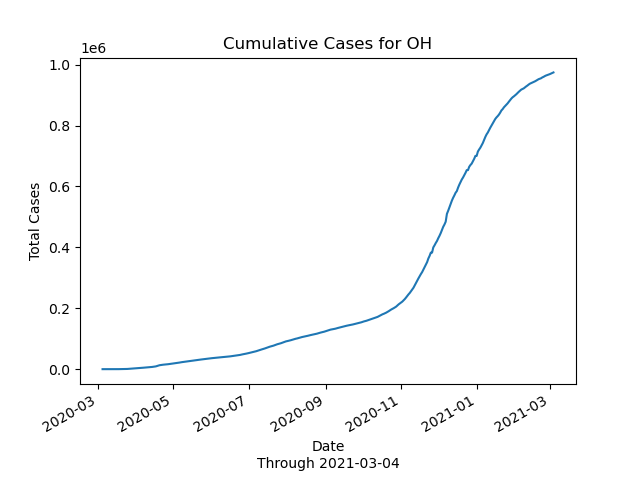 Cumulative Cases for OH
1e6
1.0
0.8
0.6
0.4
0.2
0.0
Total Cases
2020-03
2020-05
2020-07
2020-09
2020-11
2021-01
2021-03
Date
Through 2021-03-04